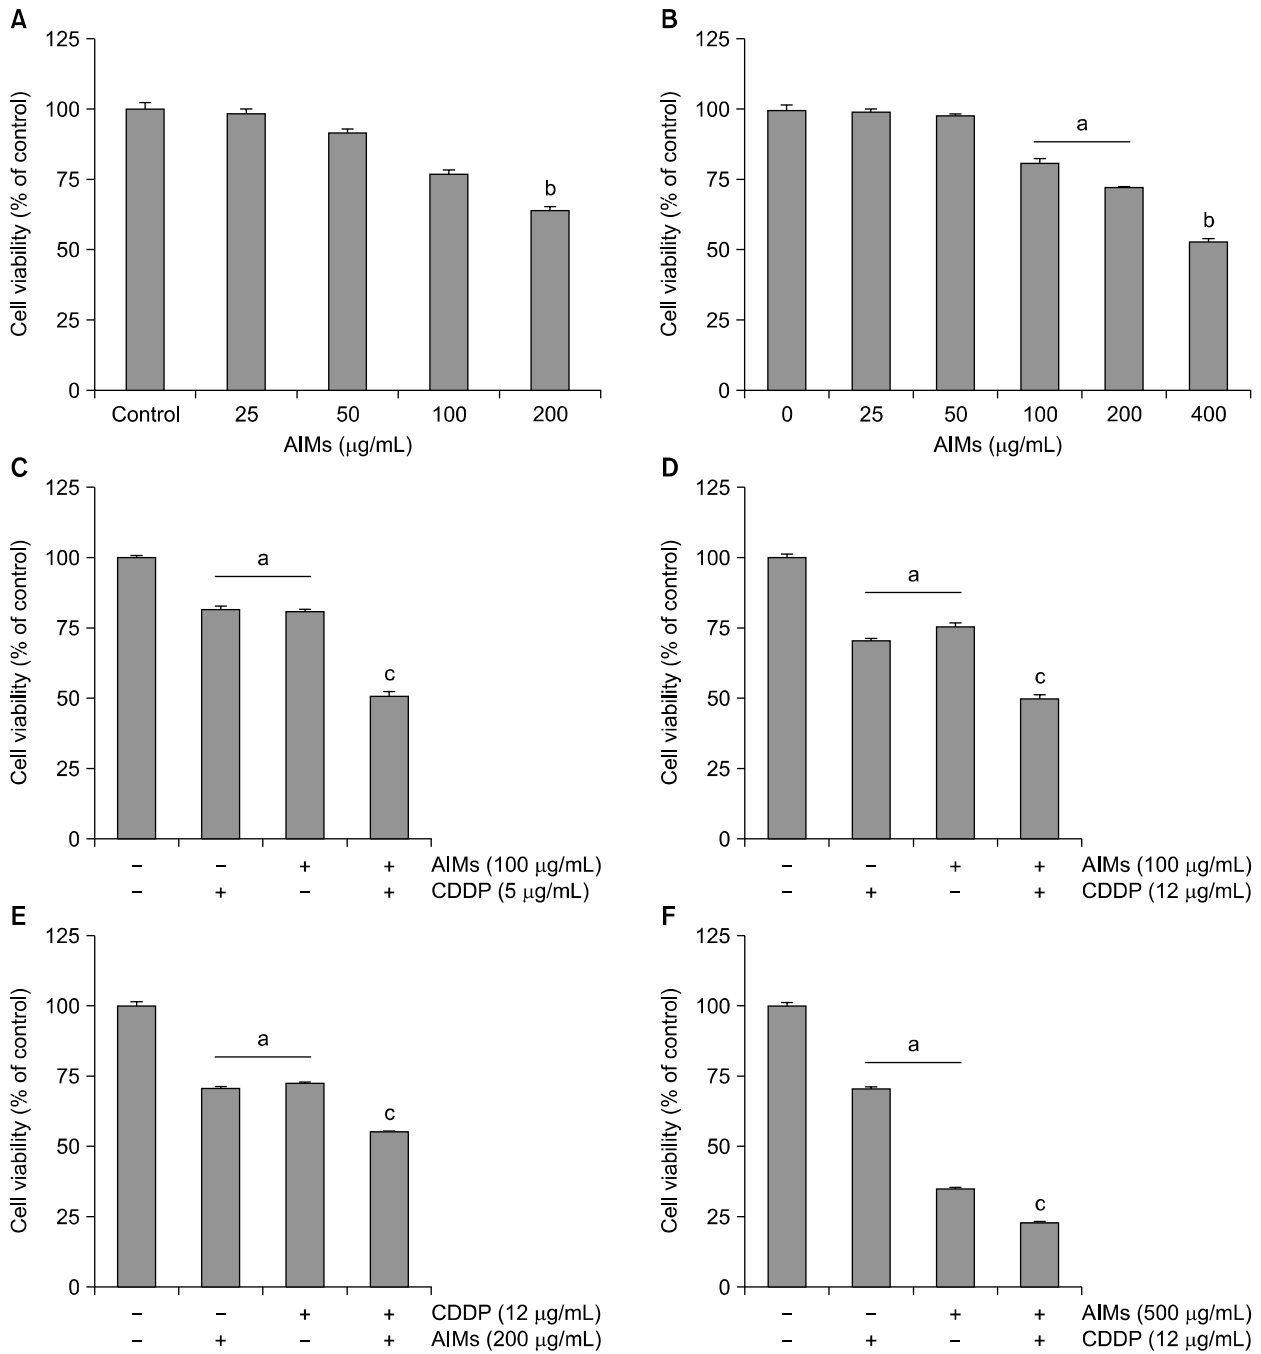 A
Cell viability (% of control)
125
100
75
50
25
0
b
Control 25 50 100 200
AIMs (μg/mL)
B
Cell viability (% of control)
125
100
75
50
25
0
a
b
0 25 50 100 200 400
AIMs (μg/mL)
C
Cell viability (% of control)
125
100
75
50
25
0
a
c
− − + + AIMs (100 μg/mL)
− + − + CDDP (5 μg/mL)
D
Cell viability (% of control)
125
100
75
50
25
0
a
c
− − + + AIMs (100 μg/mL)
− + − + CDDP (12 μg/mL)
E
Cell viability (% of control)
125
100
75
50
25
0
a
c
− − + + CDDP (12 μg/mL)
− + − + AIMs (200 μg/mL)
F
Cell viability (% of control)
125
100
75
50
25
0
a
c
− − + + AIMs (500 μg/mL)
− + − + CDDP (12 μg/mL)